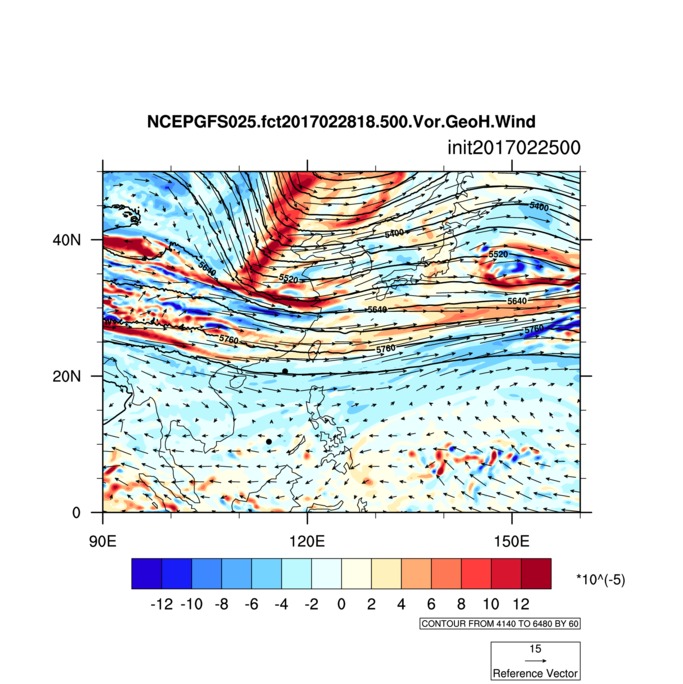 NCEPGFS025.fct2017022818.500.Vor.GeoH.Wind
init2017022500
5400
40N
5400
5640
5520
5520
5640
5640
5760
5760
5760
20N
0
90E 120E 150E
-12 -10 -8 -6 -4 -2 0 2 4 6 8 10 12
*10^(-5)
CONTOUR FROM 4140 TO 6480 BY 60
15
Reference Vector